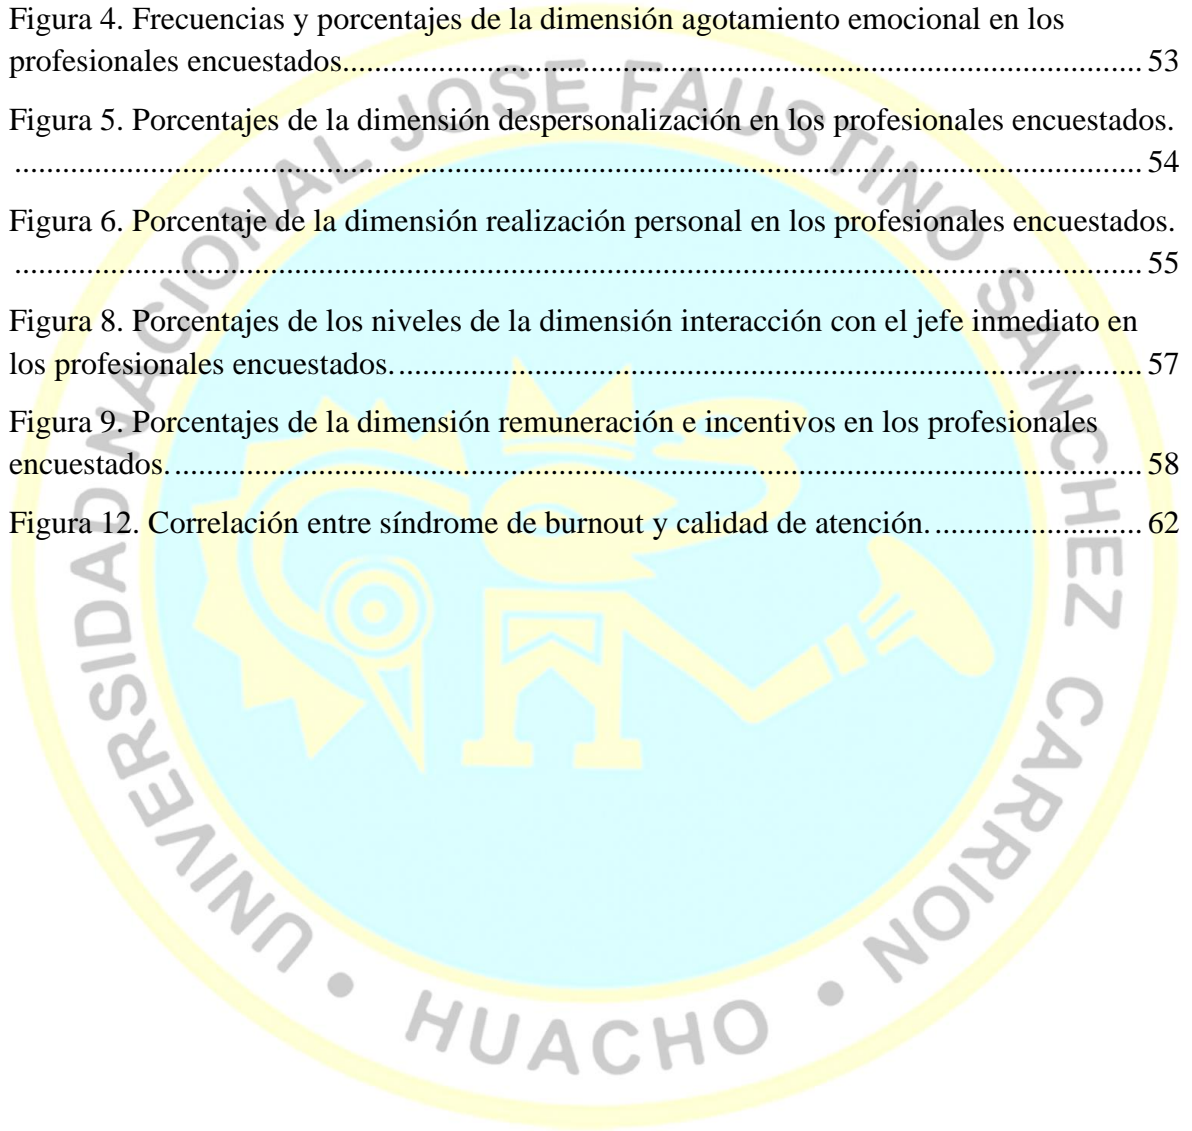 Figura 4. Frecuencias y porcentajes de la dimensión agotamiento emocional en los
profesionales encuestados.......................................................................................................... 53
Figura 5. Porcentajes de la dimensión despersonalización en los profesionales encuestados.
.................................................................................................................................................. 54
Figura 6. Porcentaje de la dimensión realización personal en los profesionales encuestados.
.................................................................................................................................................. 55
Figura 8. Porcentajes de los niveles de la dimensión interacción con el jefe inmediato en
los profesionales encuestados. ................................................................................................. 57
Figura 9. Porcentajes de la dimensión remuneración e incentivos en los profesionales
encuestados. ............................................................................................................................. 58
Figura 12. Correlación entre síndrome de burnout y calidad de atención. ........................... 62
UNIVERSIDAD NACIONAL JOSE FAUSTINO SANCHEZ CARRION • HUACHO •